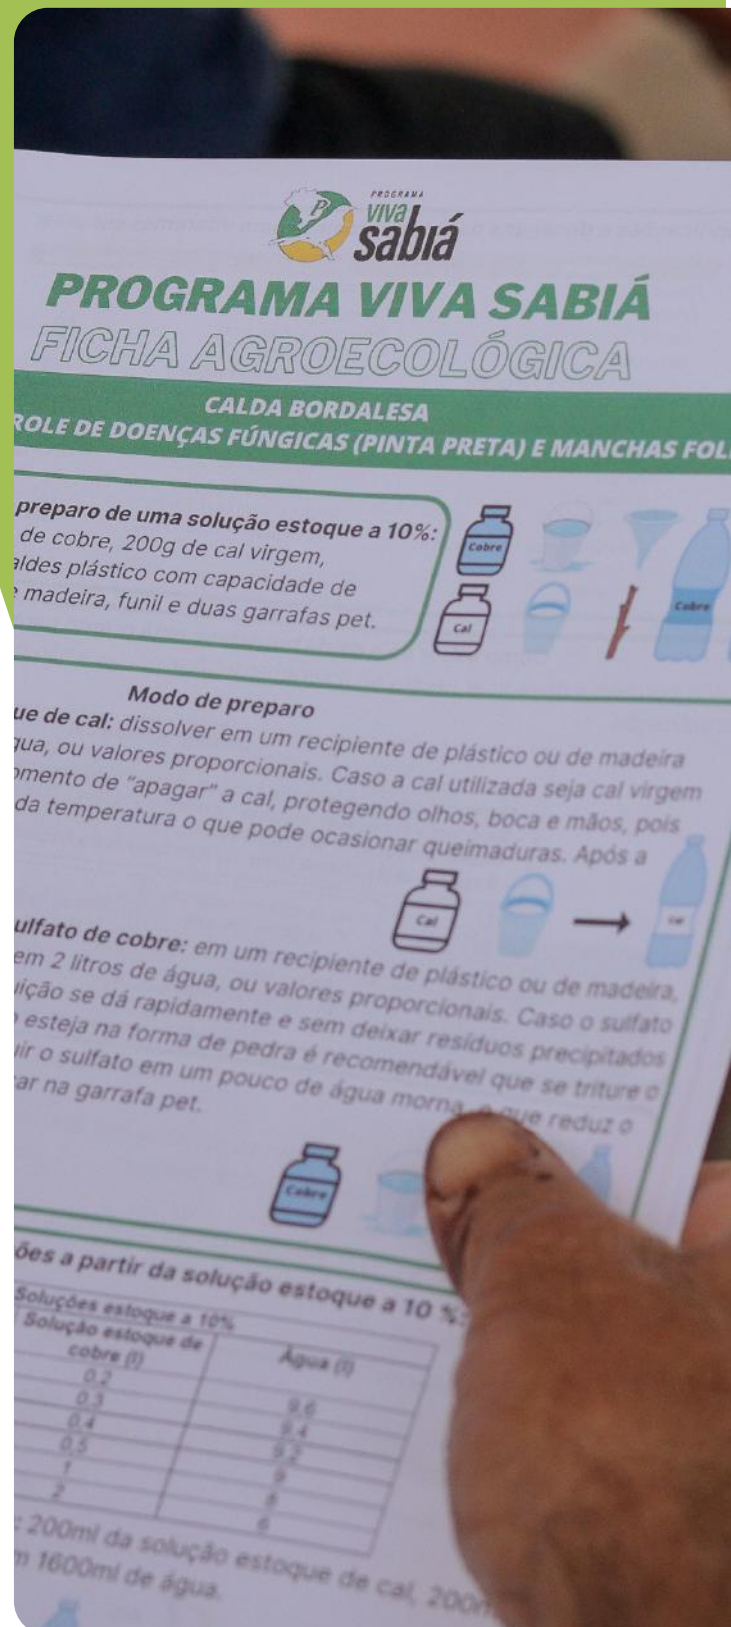 PROGRAMA
viva
sabiá
PROGRAMA VIVA SABIÁ
FICHA AGROECOLÓGICA
CALDA BORDALESA
ROLE DE DOENÇAS FÚNGICAS (PINTA PRETA) E MANCHAS FOL
preparo de uma solução estoque a 10%:
de cobre, 200g de cal virgem,
aldes plástico com capacidade de
madeira, funil e duas garrafas pet.
Cobre
Cal
Cobre
Modo de preparo
ue de cal: dissolver em um recipiente de plástico ou de madeira
gua, ou valores proporcionais. Caso a cal utilizada seja cal virgem
omento de "apagar" a cal, protegendo olhos, boca e mãos, pois
da temperatura o que pode ocasionar queimaduras. Após a
Cal
ulfato de cobre: em um recipiente de plástico ou de madeira,
em 2 litros de água, ou valores proporcionais. Caso o sulfato
uição se dá rapidamente e sem deixar resíduos precipitados
esteja na forma de pedra é recomendável que se triture o
uir o sulfato em um pouco de água morna, o que reduz o
ar na garrafa pet.
Cobre
ões a partir da solução estoque a 10 %:
Soluções estoque a 10%
Solução estoque de cobre (l) Água (l)
0.2 9.6
0.3 9.4
0.4 9.2
0.5 9
1 8
2 6
: 200ml da solução estoque de cal, 200m
m 1600ml de água.